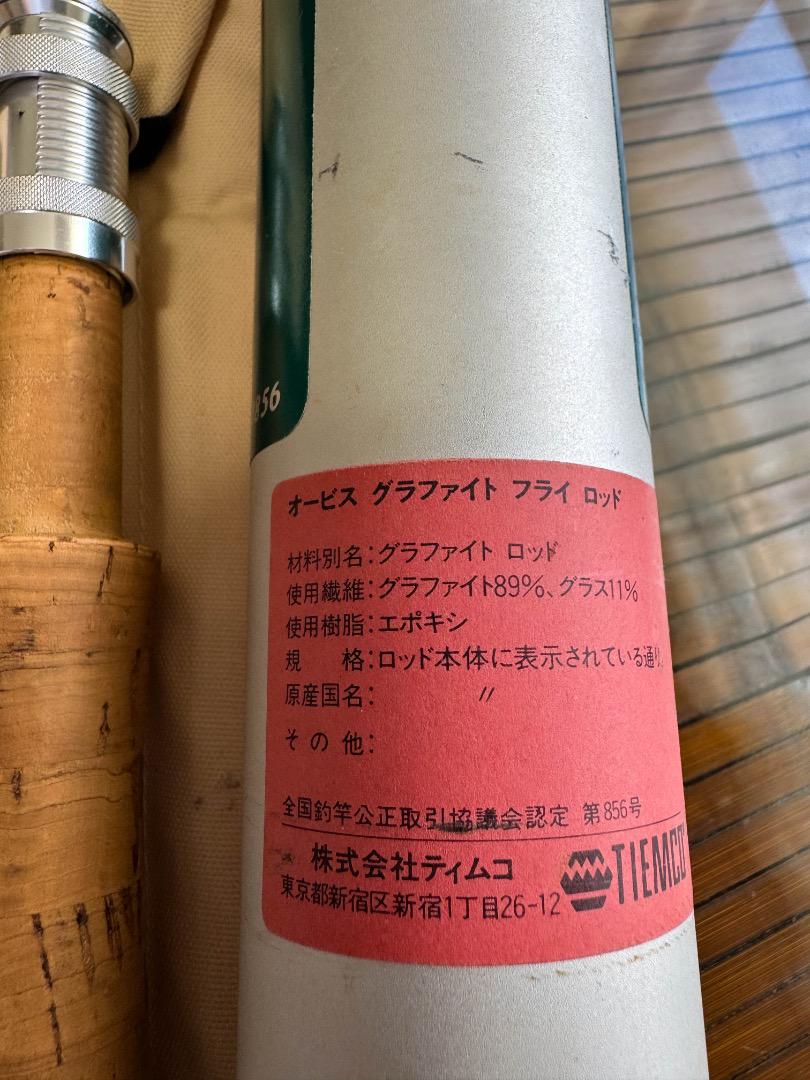 856
オービス グラファイト フライ ロッド
材料別名:グラファイト ロッド
使用繊維:グラファイト89%、グラス11%
使用樹脂:エポキシ
規 格:ロッド本体に表示されている通り。
原産国名: 〃
その他:
全国釣竿公正取引協議会認定 第856号
株式会社ティムコ
東京都新宿区新宿1丁目26-12
TIEMCO